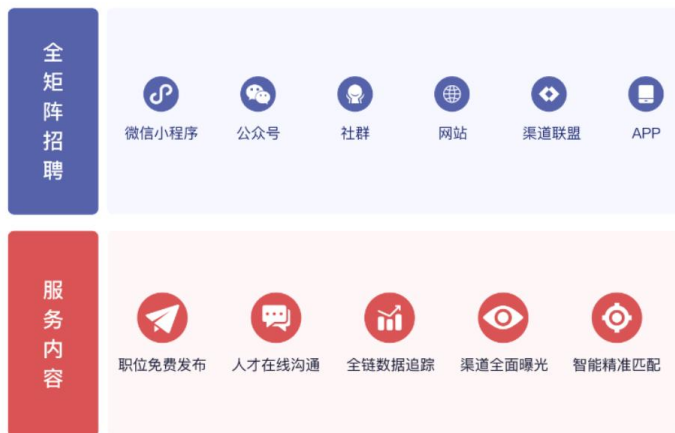 全矩阵招聘
微信小程序 公众号 社群 网站 渠道联盟 APP
服务内容
职位免费发布 人才在线沟通 全链数据追踪 渠道全面曝光 智能精准匹配